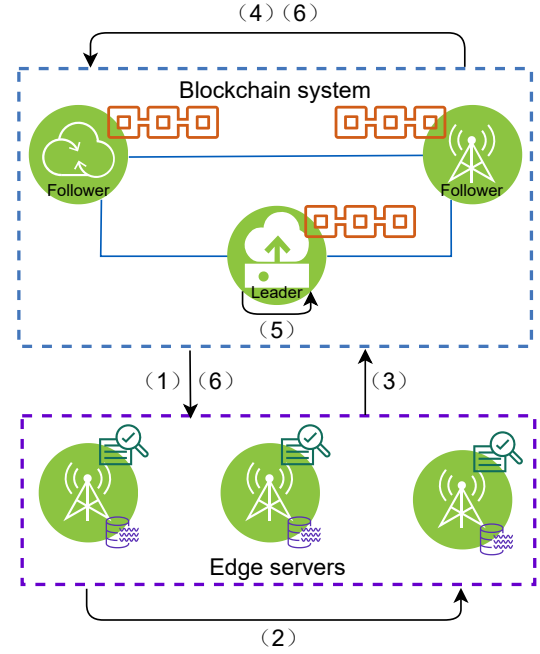 （4）（6）
Blockchain system
Follower
Follower
Leader
（5）
（1）（6）
（3）
Edge servers
（2）